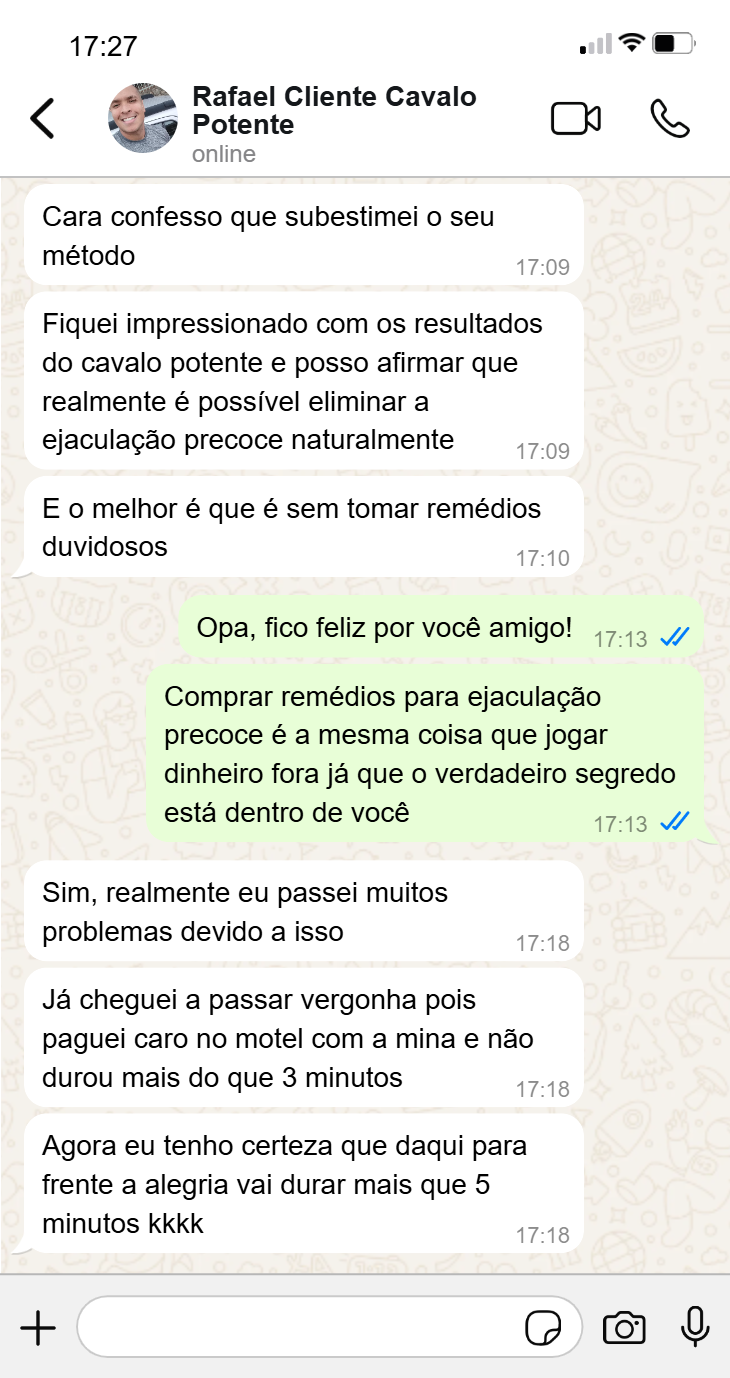 17:27
Rafael Cliente Cavalo
Potente
online
Cara confesso que subestimei o seu
método
17:09
Fiquei impressionado com os resultados
do cavalo potente e posso afirmar que
realmente é possível eliminar a
ejaculação precoce naturalmente
17:09
E o melhor é que é sem tomar remédios
duvidosos
17:10
Opa, fico feliz por você amigo!
17:13
Comprar remédios para ejaculação
precoce é a mesma coisa que jogar
dinheiro fora já que o verdadeiro segredo
está dentro de você
17:13
Sim, realmente eu passei muitos
problemas devido a isso
17:18
Já cheguei a passar vergonha pois
paguei caro no motel com a mina e não
durou mais do que 3 minutos
17:18
Agora eu tenho certeza que daqui para
frente a alegria vai durar mais que 5
minutos kkkk
17:18